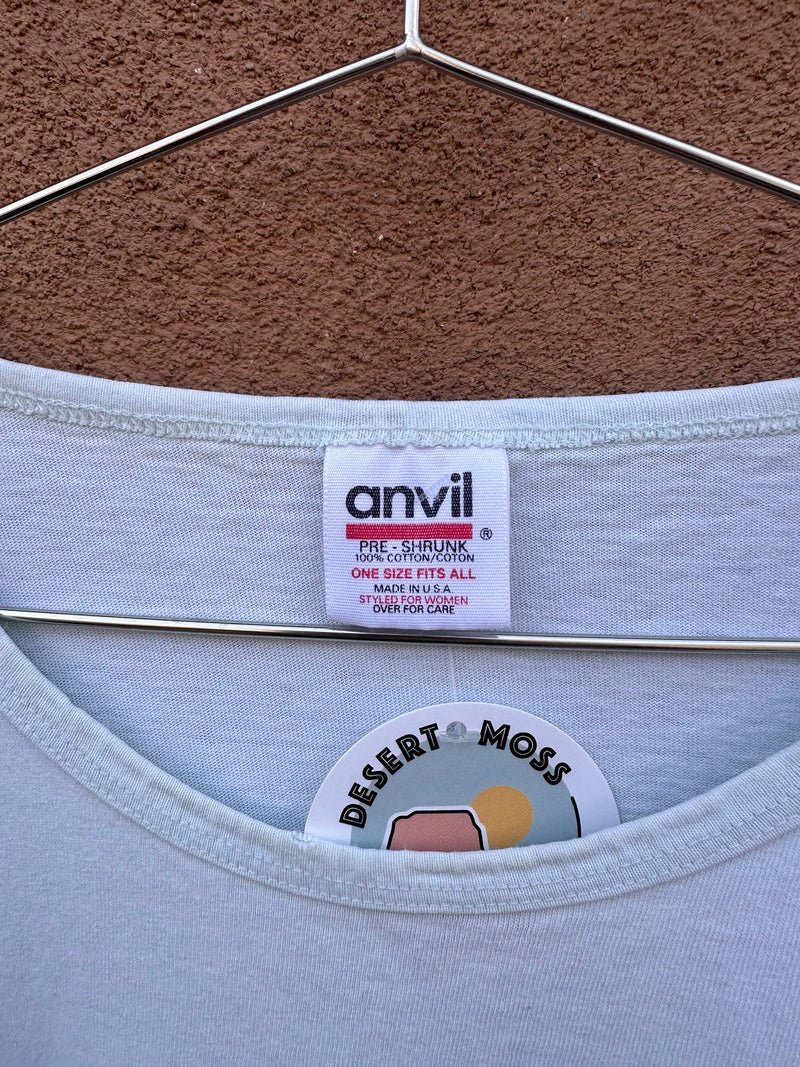 anvil
®
PRE - SHRUNK
100% COTTON/COTON
ONE SIZE FITS ALL
MADE IN U.S.A.
STYLED FOR WOMEN
OVER FOR CARE
DESERT MOSS